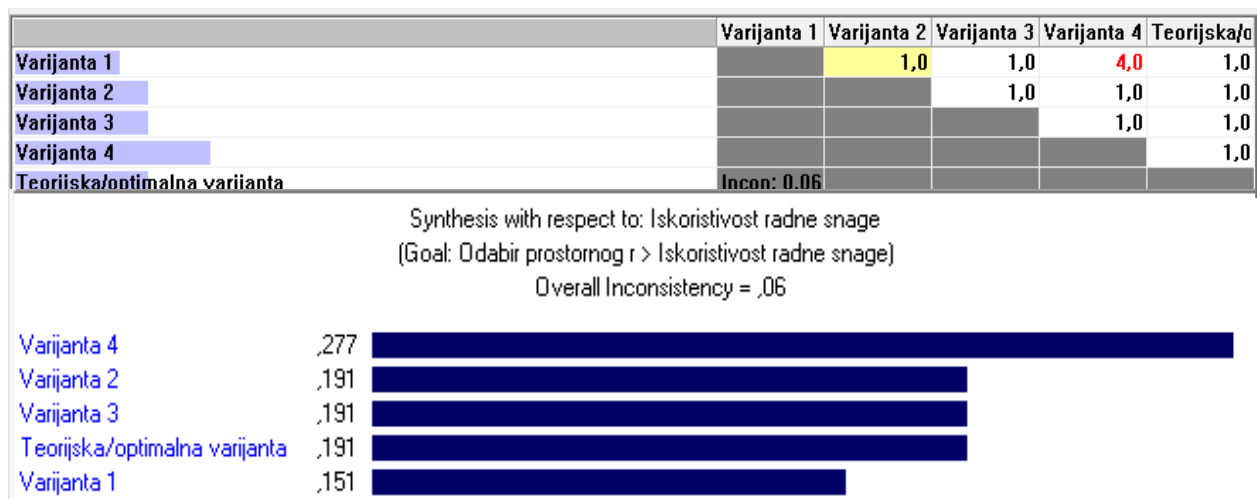 Varijanta 1 Varijanta 2 Varijanta 3 Varijanta 4 Teorijska/o
Varijanta 1 1,0 1,0 4,0 1,0
Varijanta 2 1,0 1,0 1,0
Varijanta 3 1,0 1,0
Varijanta 4 1,0
Teorijska/optimalna varijanta Incon: 0,06
Synthesis with respect to: Iskoristivost radne snage
(Goal: Odabir prostornog r > Iskoristivost radne snage)
Overall Inconsistency = ,06
Varijanta 4 ,277
Varijanta 2 ,191
Varijanta 3 ,191
Teorijska/optimalna varijanta ,191
Varijanta 1 ,151